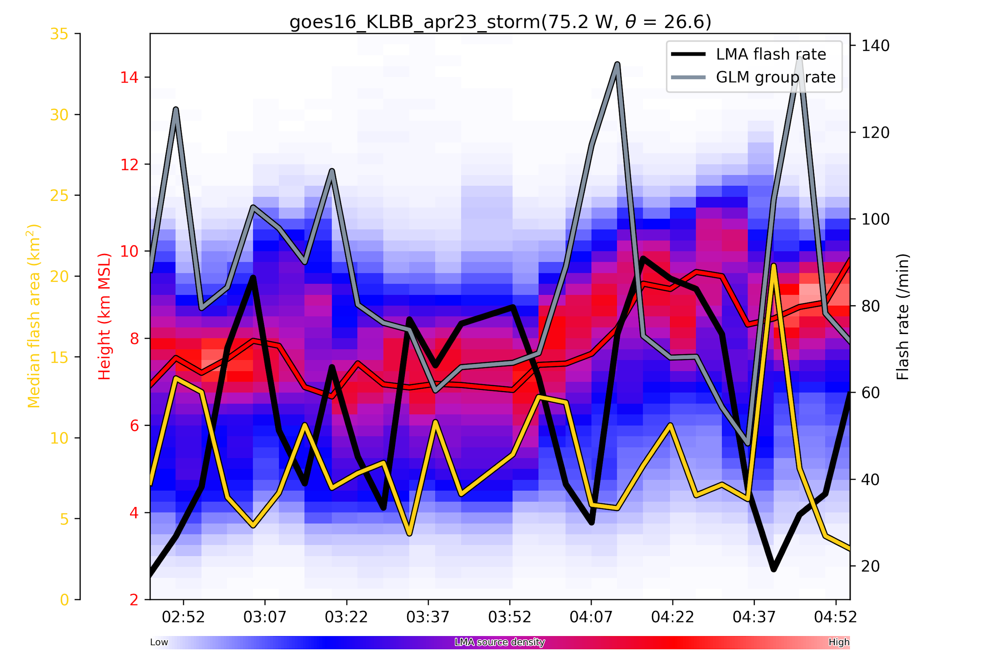 goes16_KLBB_apr23_storm(75.2 W, θ = 26.6)
35
30
25
20
15
10
5
0
Median flash area (km²)
14
12
10
8
6
4
2
Height (km MSL)
LMA flash rate
GLM group rate
140
120
100
80
60
40
20
Flash rate (/min)
02:52 03:07 03:22 03:37 03:52 04:07 04:22 04:37 04:52
Low LMA source density High